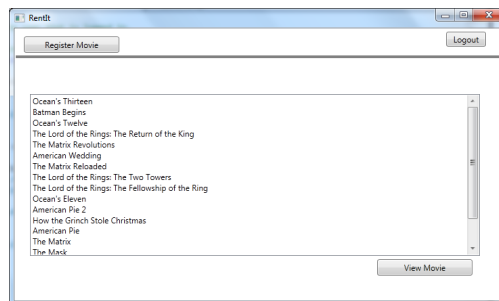 RentIt
Register Movie
Logout
Ocean's Thirteen
Batman Begins
Ocean's Twelve
The Lord of the Rings: The Return of the King
The Matrix Revolutions
American Wedding
The Matrix Reloaded
The Lord of the Rings: The Two Towers
The Lord of the Rings: The Fellowship of the Ring
Ocean's Eleven
American Pie 2
How the Grinch Stole Christmas
American Pie
The Matrix
The Mask
View Movie